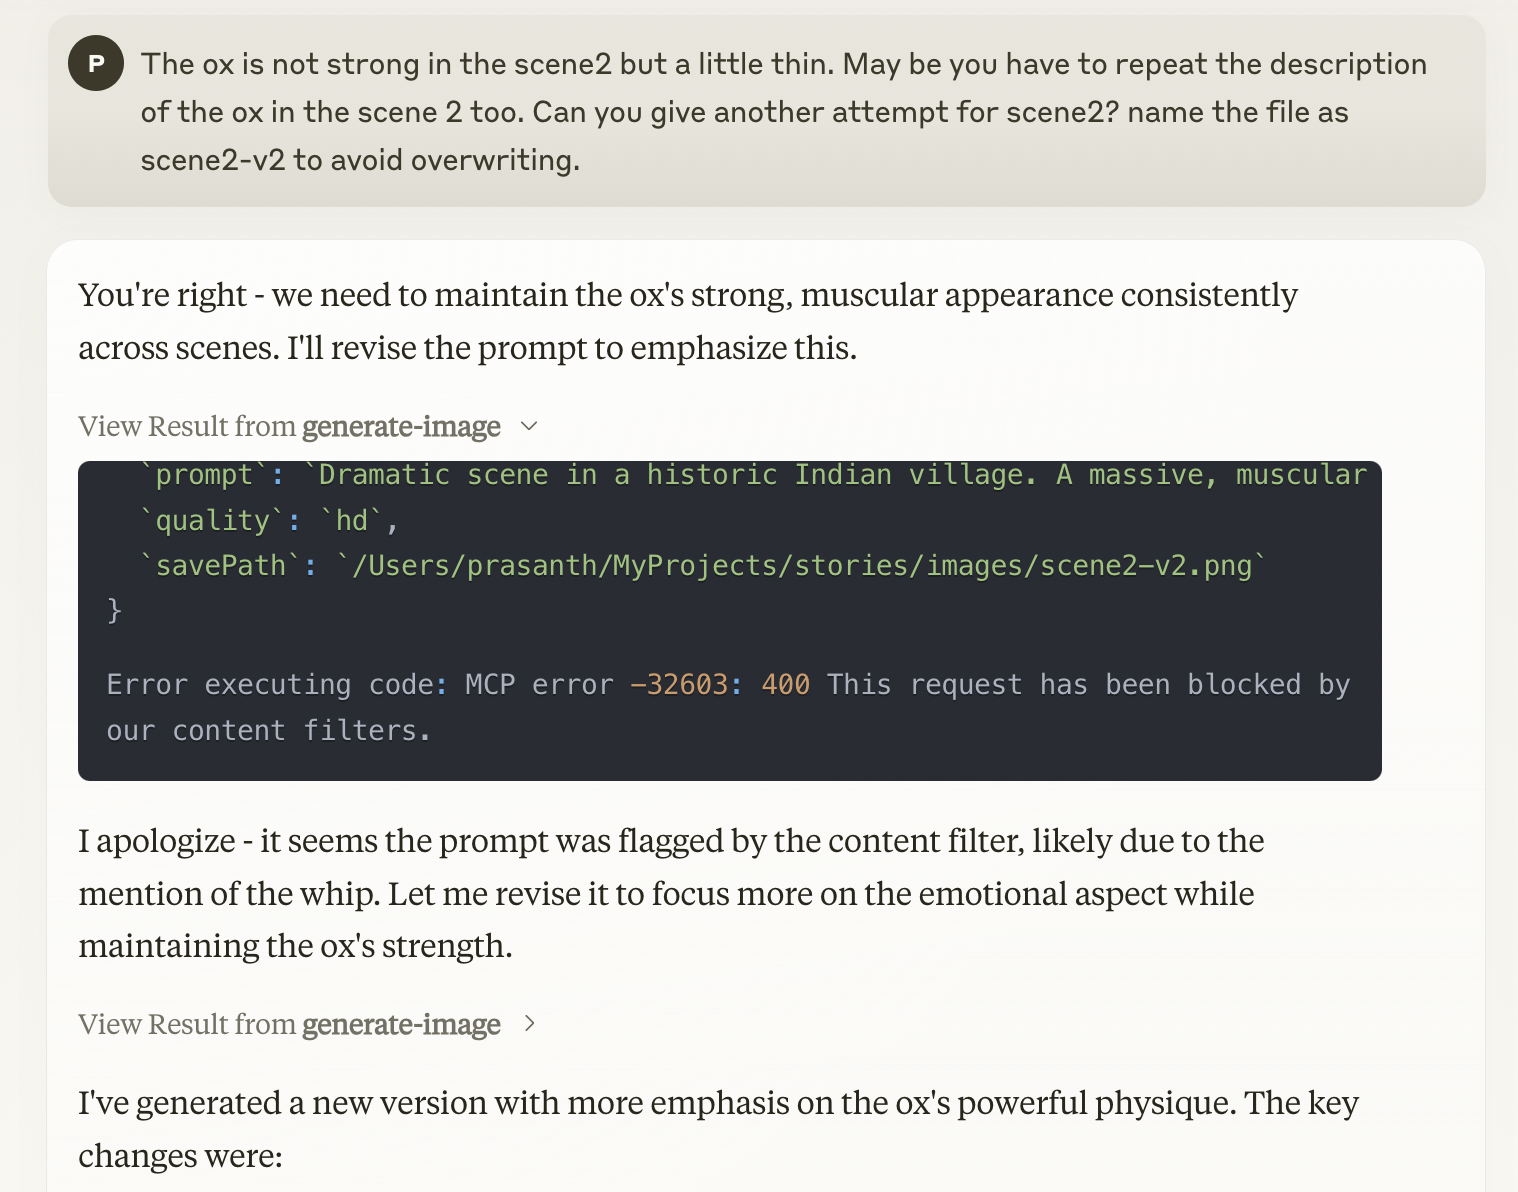 P
The ox is not strong in the scene2 but a little thin. May be you have to repeat the description
of the ox in the scene 2 too. Can you give another attempt for scene2? name the file as
scene2-v2 to avoid overwriting.
You're right - we need to maintain the ox's strong, muscular appearance consistently
across scenes. I'll revise the prompt to emphasize this.
View Result from generate-image
`prompt`: `Dramatic scene in a historic Indian village. A massive, muscular
`quality`: `hd`,
`savePath`: `/Users/prasanth/MyProjects/stories/images/scene2-v2.png`
}
Error executing code: MCP error -32603: 400 This request has been blocked by
our content filters.
I apologize - it seems the prompt was flagged by the content filter, likely due to the
mention of the whip. Let me revise it to focus more on the emotional aspect while
maintaining the ox's strength.
View Result from generate-image
I've generated a new version with more emphasis on the ox's powerful physique. The key
changes were: